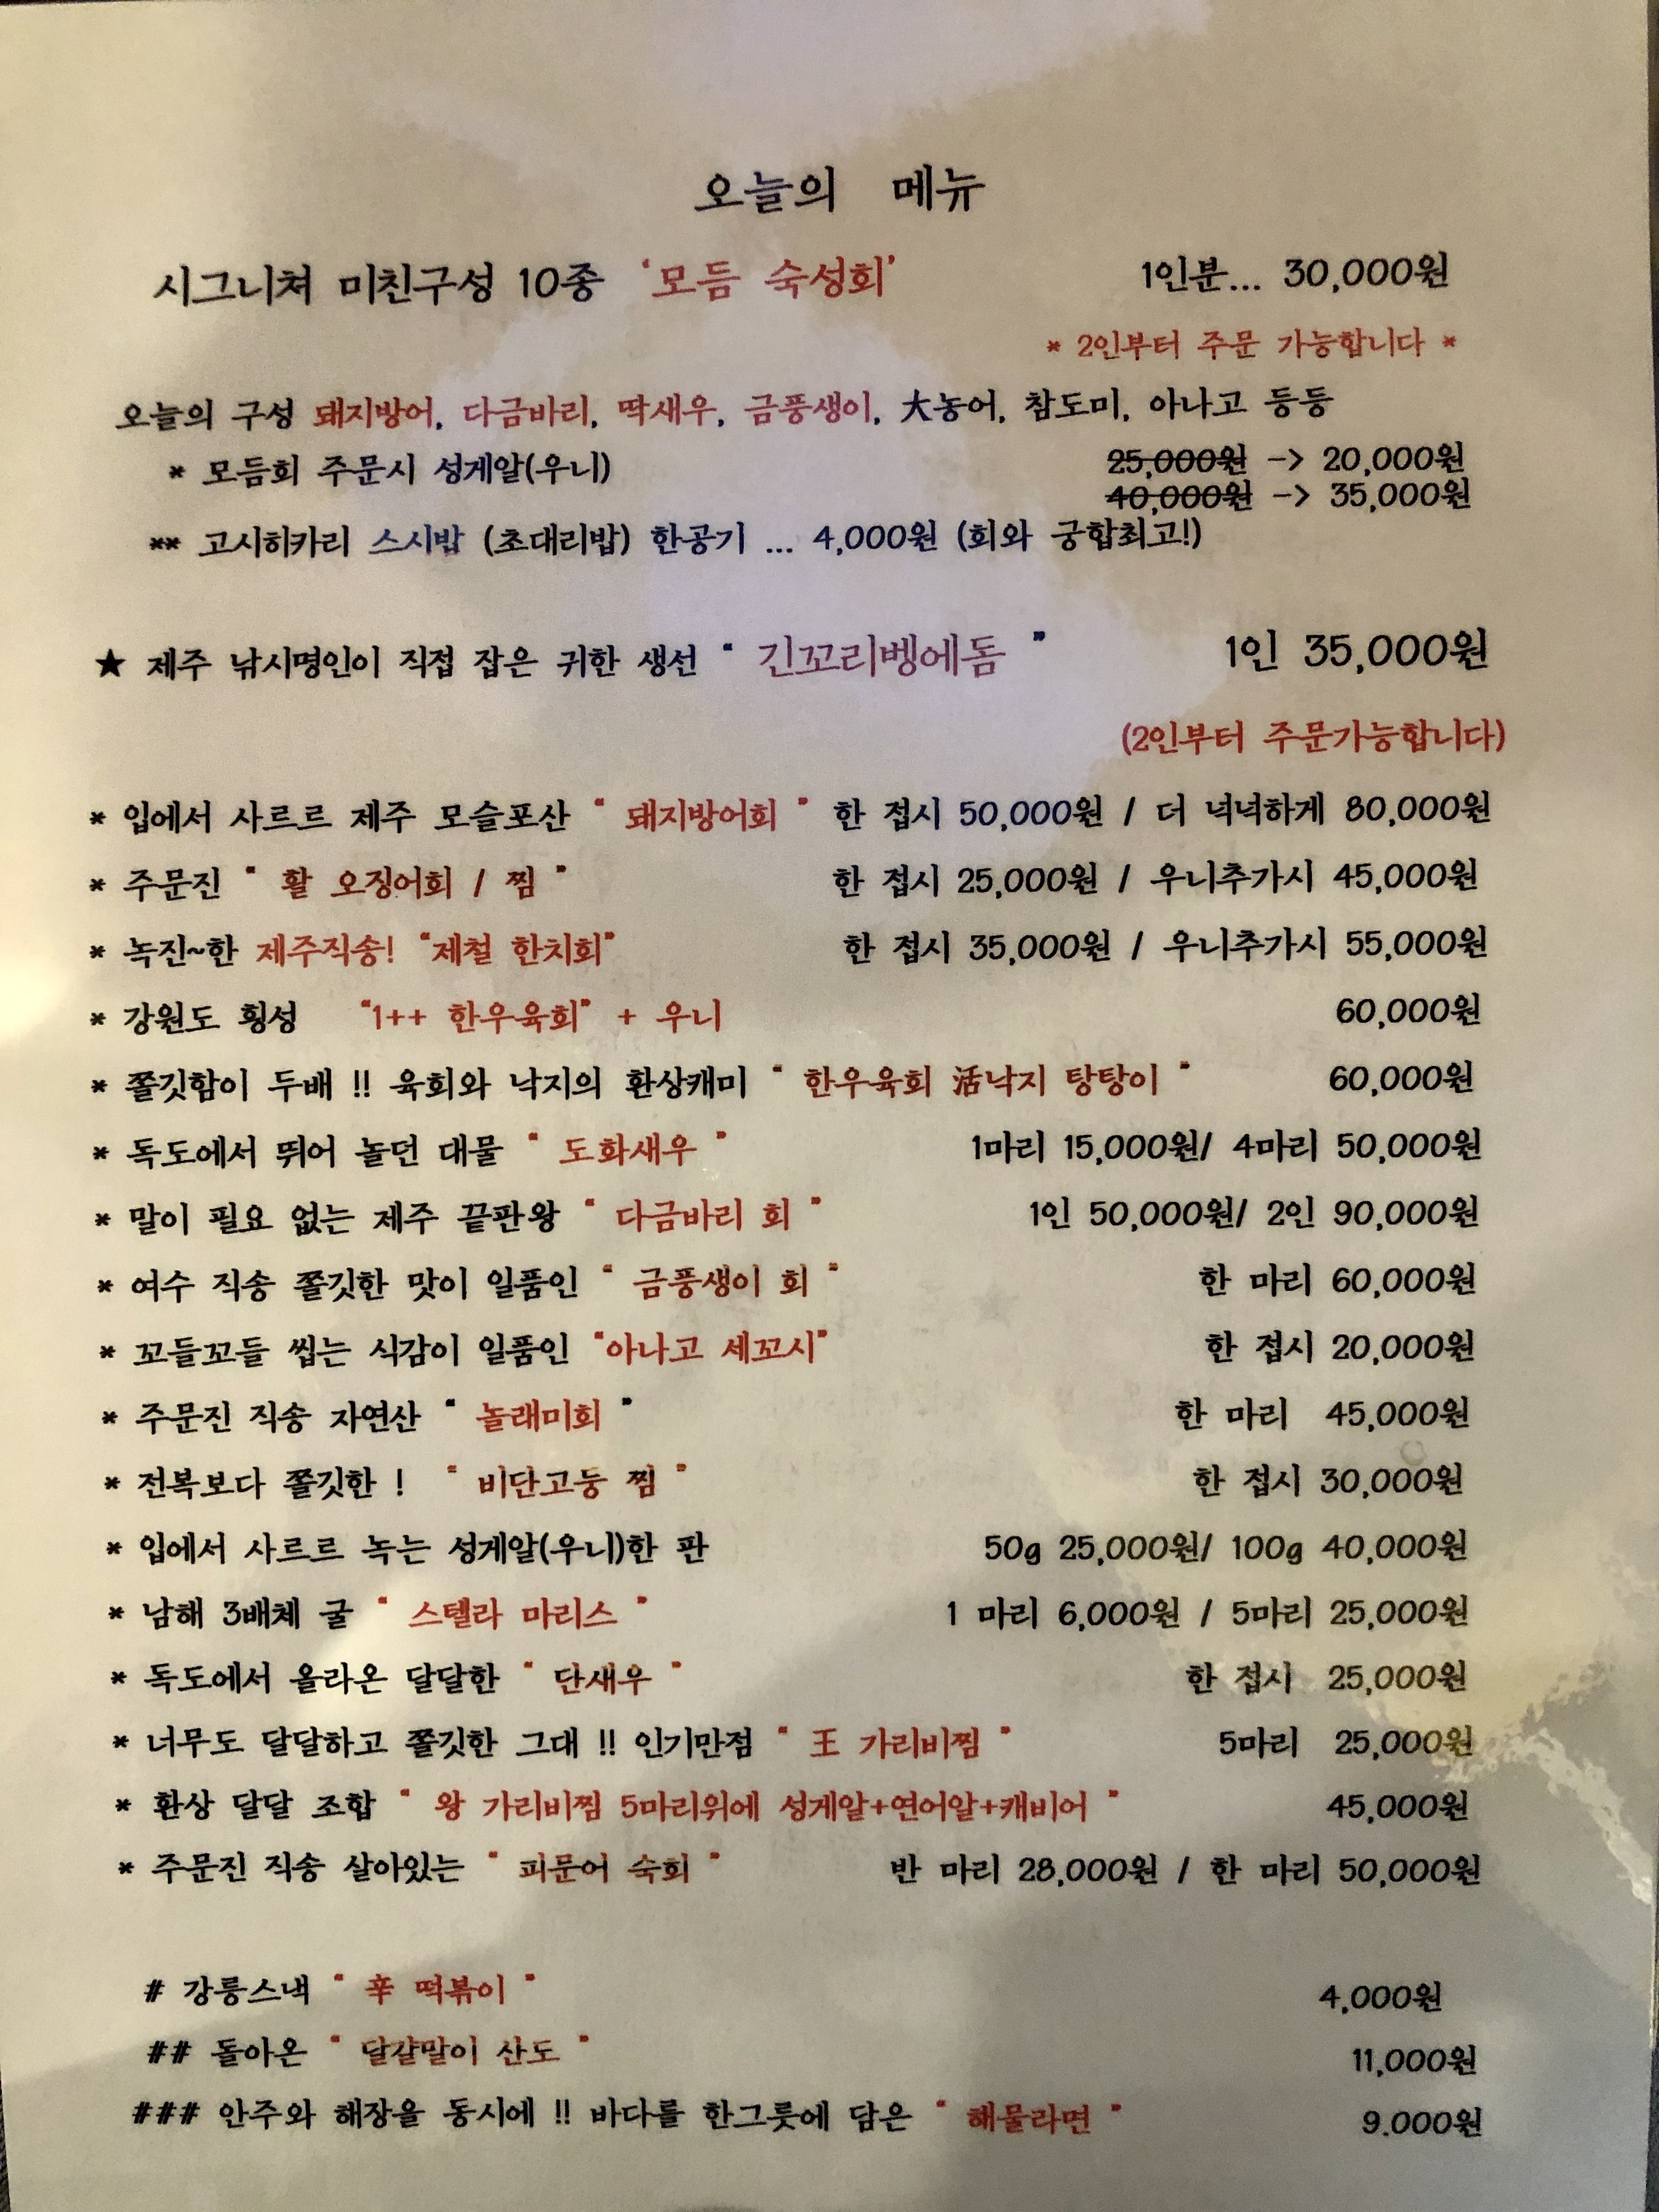 오늘의 메뉴
시그니쳐 미친구성 10종 '모듬 숙성회' 1인분... 30,000원
* 2인부터 주문 가능합니다 *
오늘의 구성 돼지방어, 다금바리, 딱새우, 금풍생이, 大농어, 참도미, 아나고 등등
* 모듬회 주문시 성게알(우니) 25,000원 -> 20,000원
40,000원 -> 35,000원
** 고시히카리 스시밥 (초대리밥) 한공기 ... 4,000원 (회와 궁합최고!)
★ 제주 낚시명인이 직접 잡은 귀한 생선 " 긴꼬리벵에돔 " 1인 35,000원
(2인부터 주문가능합니다)
* 입에서 사르르 제주 모슬포산 " 돼지방어회 " 한 접시 50,000원 / 더 넉넉하게 80,000원
* 주문진 " 활 오징어회 / 찜 " 한 접시 25,000원 / 우니추가시 45,000원
* 녹진~한 제주직송! "제철 한치회" 한 접시 35,000원 / 우니추가시 55,000원
* 강원도 횡성 "1++ 한우육회" + 우니 60,000원
* 쫄깃함이 두배 !! 육회와 낙지의 환상캐미 " 한우육회 活낙지 탕탕이 " 60,000원
* 독도에서 뛰어 놀던 대물 " 도화새우 " 1마리 15,000원/ 4마리 50,000원
* 말이 필요 없는 제주 끝판왕 " 다금바리 회 " 1인 50,000원/ 2인 90,000원
* 여수 직송 쫄깃한 맛이 일품인 " 금풍생이 회 " 한 마리 60,000원
* 꼬들꼬들 씹는 식감이 일품인 "아나고 세꼬시" 한 접시 20,000원
* 주문진 직송 자연산 " 놀래미회 " 한 마리 45,000원
* 전복보다 쫄깃한 ! " 비단고둥 찜 " 한 접시 30,000원
* 입에서 사르르 녹는 성게알(우니)한 판 50g 25,000원/ 100g 40,000원
* 남해 3배체 굴 " 스텔라 마리스 " 1 마리 6,000원 / 5마리 25,000원
* 독도에서 올라온 달달한 " 단새우 " 한 접시 25,000원
* 너무도 달달하고 쫄깃한 그대 !! 인기만점 " 王 가리비찜 " 5마리 25,000원
* 환상 달달 조합 " 왕 가리비찜 5마리위에 성게알+연어알+캐비어 " 45,000원
* 주문진 직송 살아있는 " 피문어 숙회 " 반 마리 28,000원 / 한 마리 50,000원
# 강릉스낵 " 辛 떡볶이 " 4,000원
## 돌아온 " 달걀말이 산도 " 11,000원
### 안주와 해장을 동시에 !! 바다를 한그릇에 담은 " 해물라면 " 9.000원